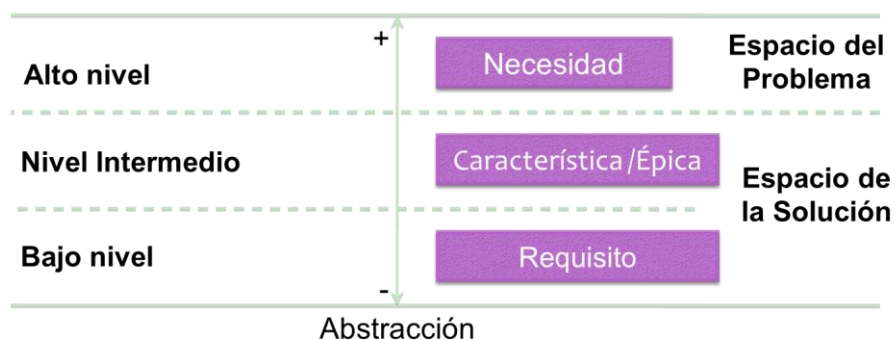 +
Alto nivel
Necesidad
Espacio del
Problema
Nivel Intermedio
Característica/Épica
Espacio de
la Solución
Bajo nivel
Requisito
-
Abstracción